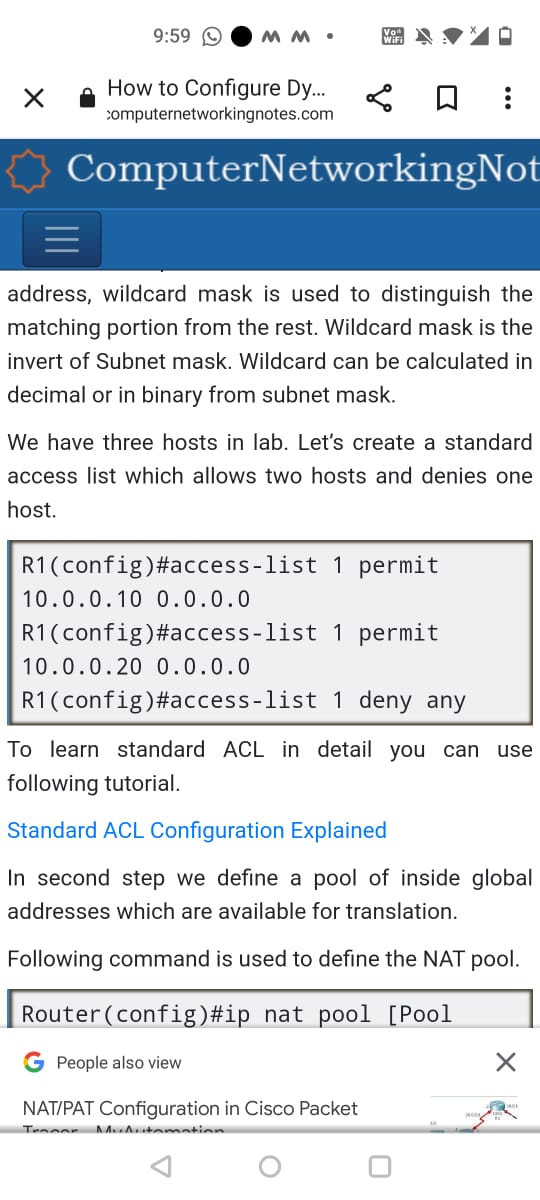 9:59
Vo
WiFi
How to Configure Dy...
computernetworkingnotes.com
ComputerNetworkingNot
address, wildcard mask is used to distinguish the
matching portion from the rest. Wildcard mask is the
invert of Subnet mask. Wildcard can be calculated in
decimal or in binary from subnet mask.
We have three hosts in lab. Let's create a standard
access list which allows two hosts and denies one
host.
R1(config)#access-list 1 permit
10.0.0.10 0.0.0.0
R1(config)#access-list 1 permit
10.0.0.20 0.0.0.0
R1(config)#access-list 1 deny any
To learn standard ACL in detail you can use
following tutorial.
Standard ACL Configuration Explained
In second step we define a pool of inside global
addresses which are available for translation.
Following command is used to define the NAT pool.
Router(config)#ip nat pool [Pool
G People also view
NAT/PAT Configuration in Cisco Packet
Tracer - MyAutomation